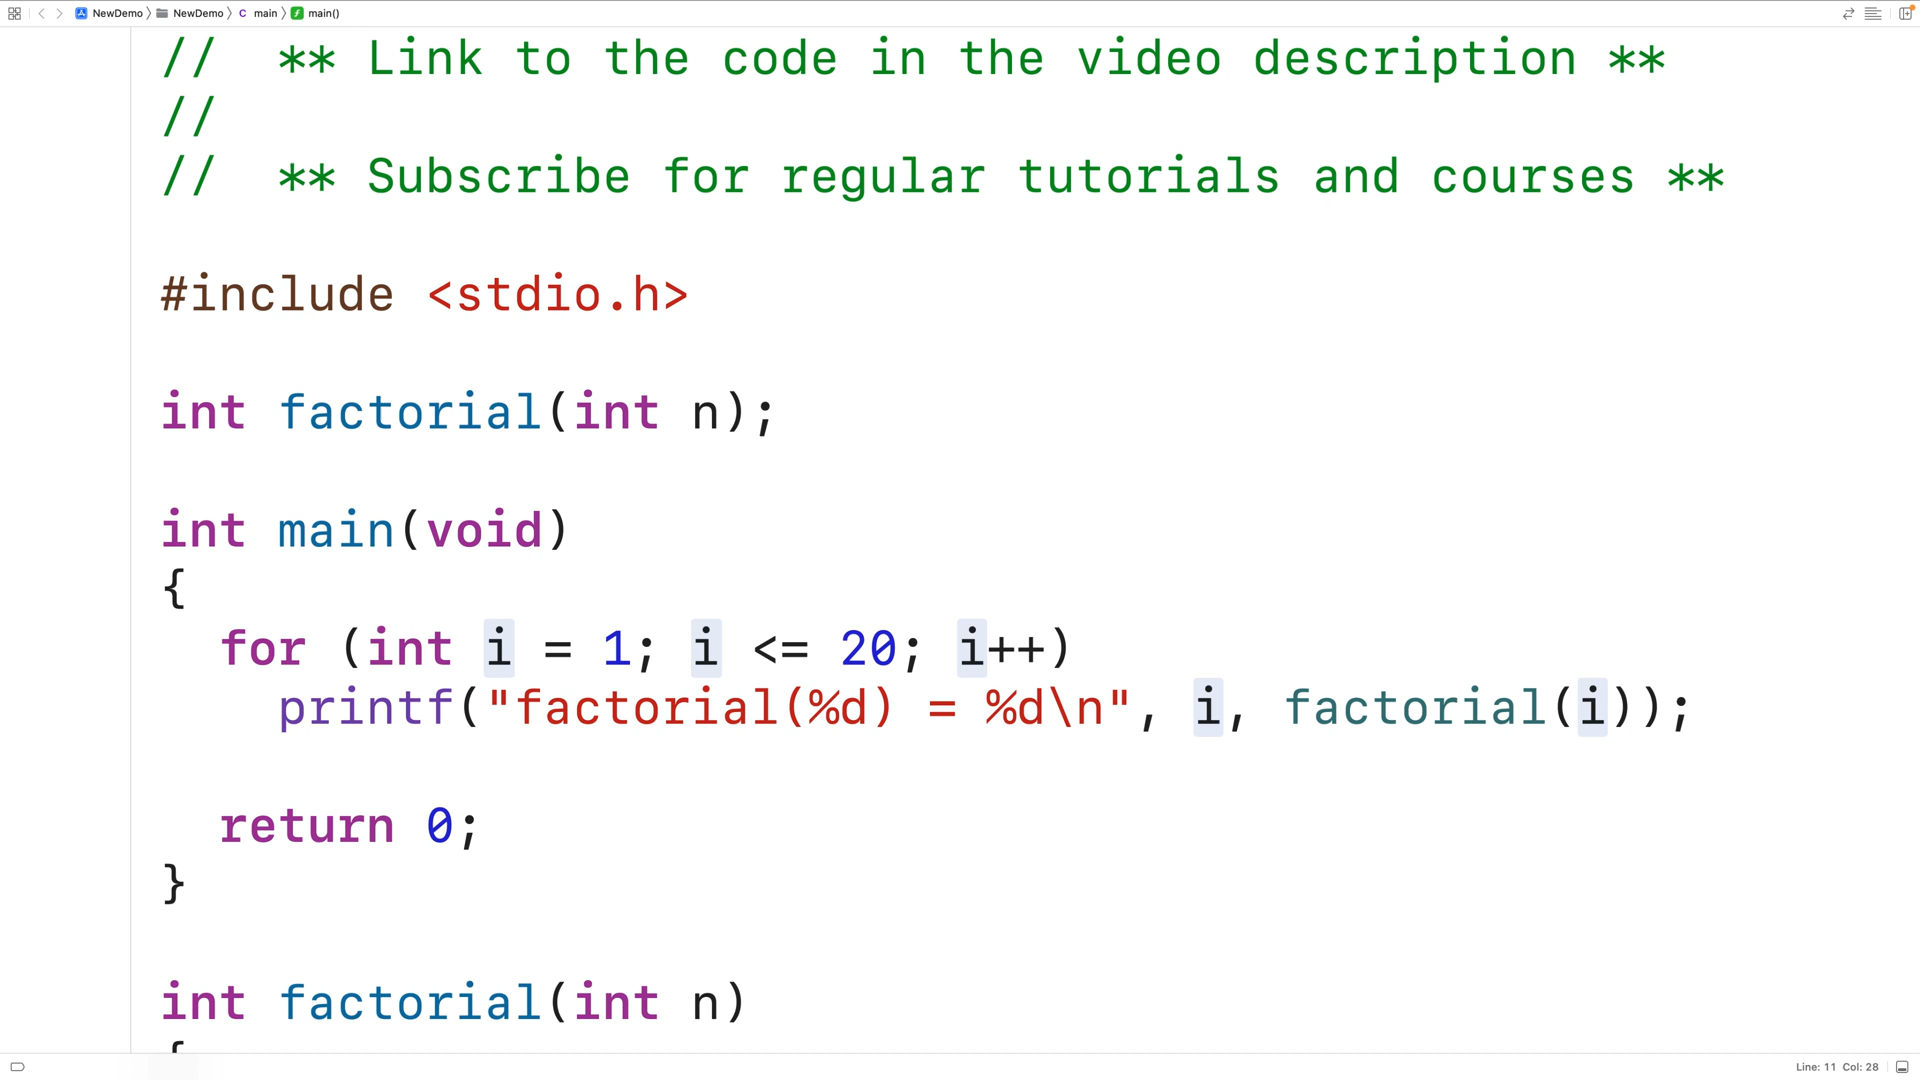 NewDemo NewDemo C main f main()
// ** Link to the code in the video description **
//
// ** Subscribe for regular tutorials and courses **
#include <stdio.h>
int factorial(int n);
int main(void)
{
for (int i = 1; i <= 20; i++)
printf("factorial(%d) = %d\n", i, factorial(i));
return 0;
}
int factorial(int n)
{
Line: 11 Col: 28